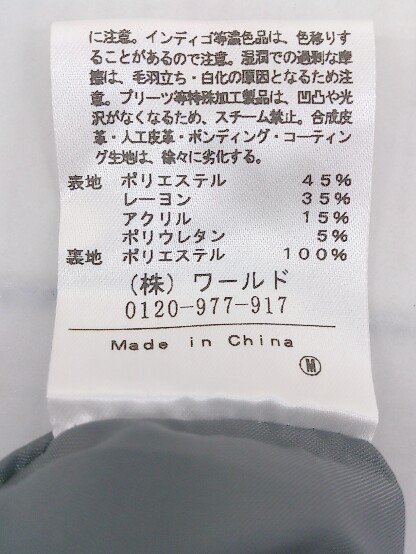 に注意。インディゴ等濃色品は、色移りす
ることがあるので注意。湿潤での過剰な摩
擦は、毛羽立ち・白化の原因となるため注
意。プリーツ等特殊加工製品は、凹凸や光
沢がなくなるため、スチーム禁止。合成皮
革・人工皮革・ボンディング・コーティン
グ生地は、徐々に劣化する。
表地 ポリエステル 45%
レーヨン 35%
アクリル 15%
ポリウレタン 5%
裏地 ポリエステル 100%
(株) ワールド
0120-977-917
Made in China
M